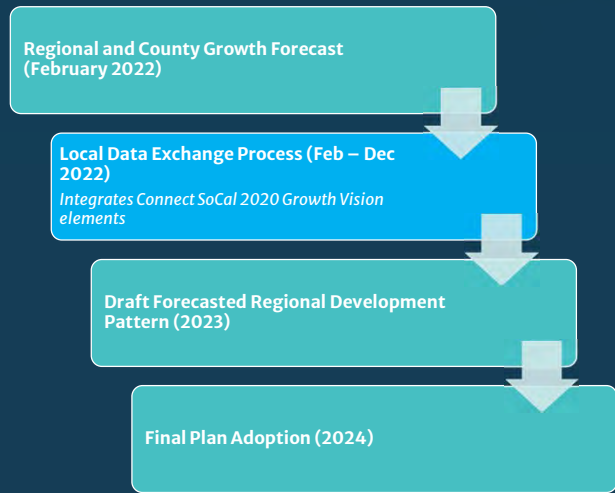 Regional and County Growth Forecast
(February 2022)
Local Data Exchange Process (Feb – Dec
2022)
Integrates Connect SoCal 2020 Growth Vision
elements
Draft Forecasted Regional Development
Pattern (2023)
Final Plan Adoption (2024)